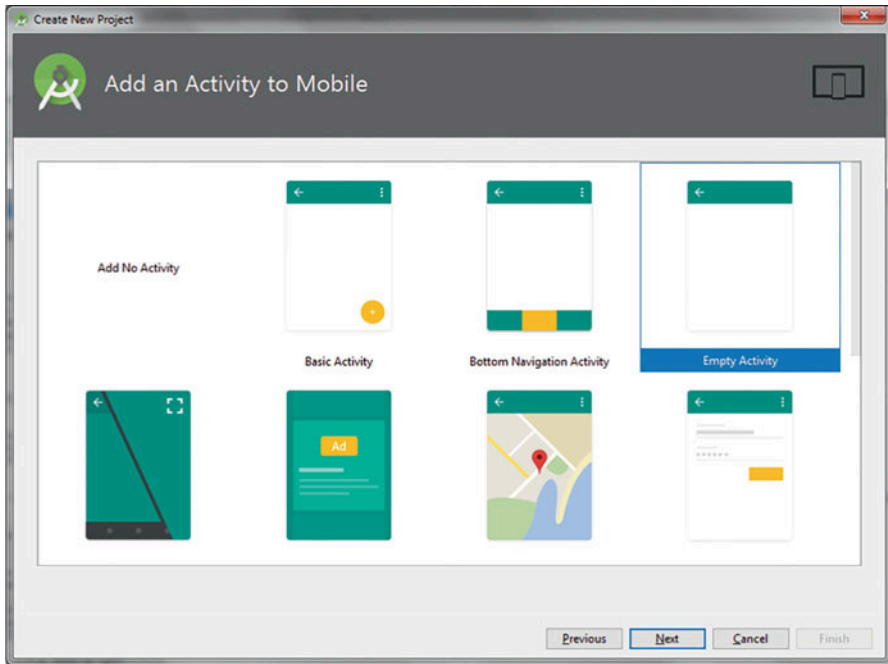 Create New Project
Add an Activity to Mobile
Add No Activity
Basic Activity
Bottom Navigation Activity
Empty Activity
Ad
Previous
Next
Cancel
Finish